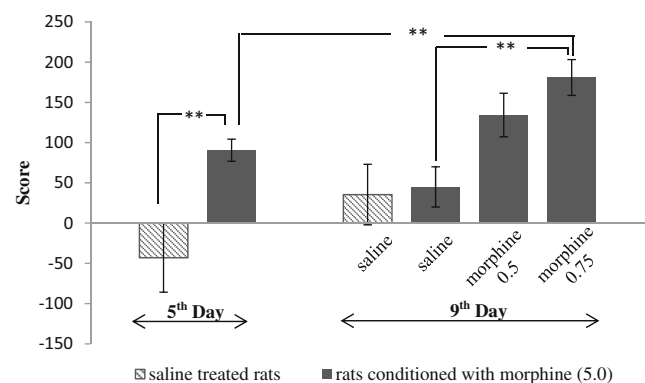 250
200
150
100
50
0
-50
-100
-150
Score
**
**
**
saline
saline
morphine
0.5
morphine
0.75
5th Day
9th Day
saline treated rats
rats conditioned with morphine (5.0)